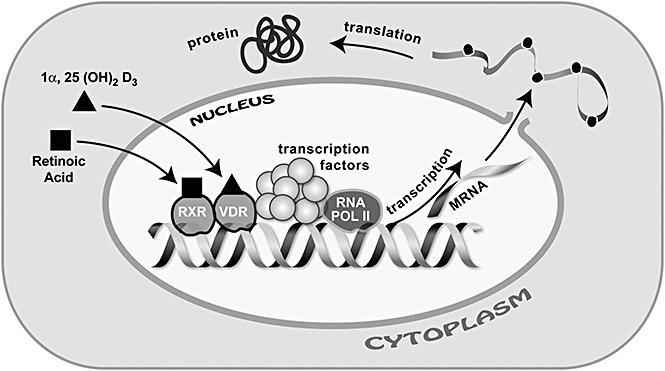 protein
translation
1α, 25 (OH)₂ D₃
NUCLEUS
Retinoic
Acid
transcription
factors
transcription
MRNA
RXR
VDR
RNA
POL II
CYTOPLASM